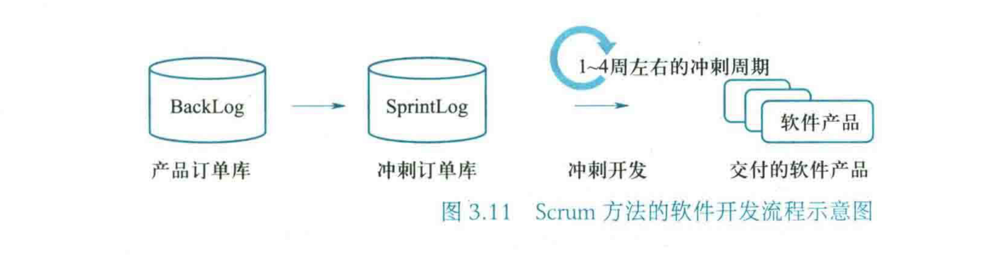 1~4周左右的冲刺周期
BackLog
SprintLog
软件产品
产品订单库
冲刺订单库
冲刺开发
交付的软件产品
图 3.11 Scrum 方法的软件开发流程示意图